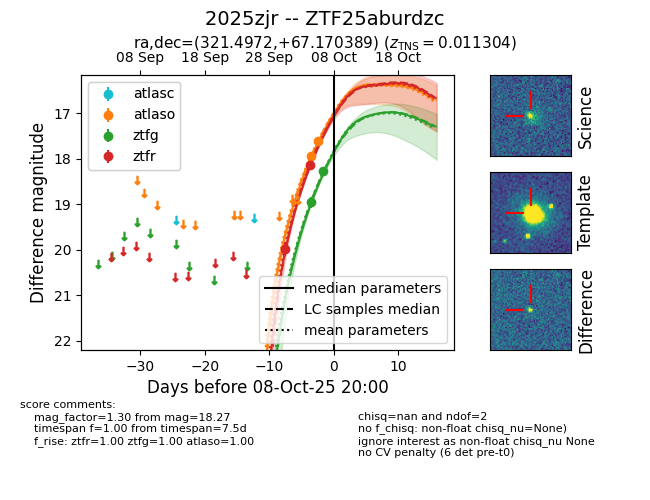 2025zjr -- ZTF25aburdzc
ra,dec=(321.4972,+67.170389) (zTNS = 0.011304)
08 Sep 18 Sep 28 Sep 08 Oct 18 Oct
atlasc
atlaso
ztfg
ztfr
17
18
19
20
21
22
Difference magnitude
median parameters
LC samples median
mean parameters
−30 −20 −10 0 10
Days before 08-Oct-25 20:00
Science
Template
Difference
score comments:
mag_factor=1.30 from mag=18.27
timespan f=1.00 from timespan=7.5d
f_rise: ztfr=1.00 ztfg=1.00 atlaso=1.00
chisq=nan and ndof=2
no f_chisq: non-float chisq_nu=None)
ignore interest as non-float chisq_nu None
no CV penalty (6 det pre-t0)